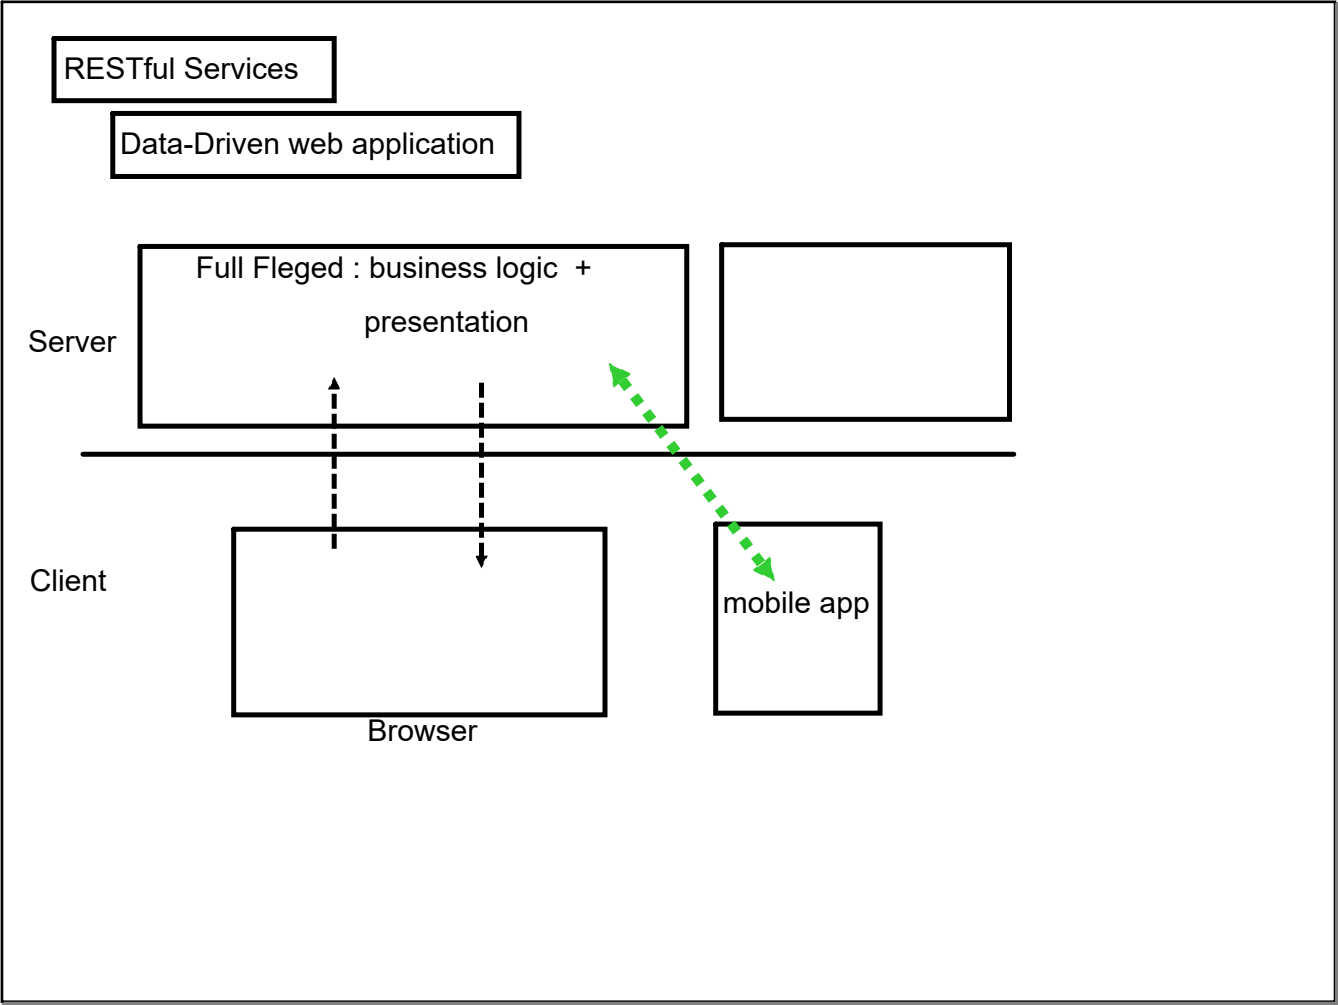 RESTful Services
Data-Driven web application
Full Fleged : business logic  +
presentation
Server
Client
mobile app
Browser